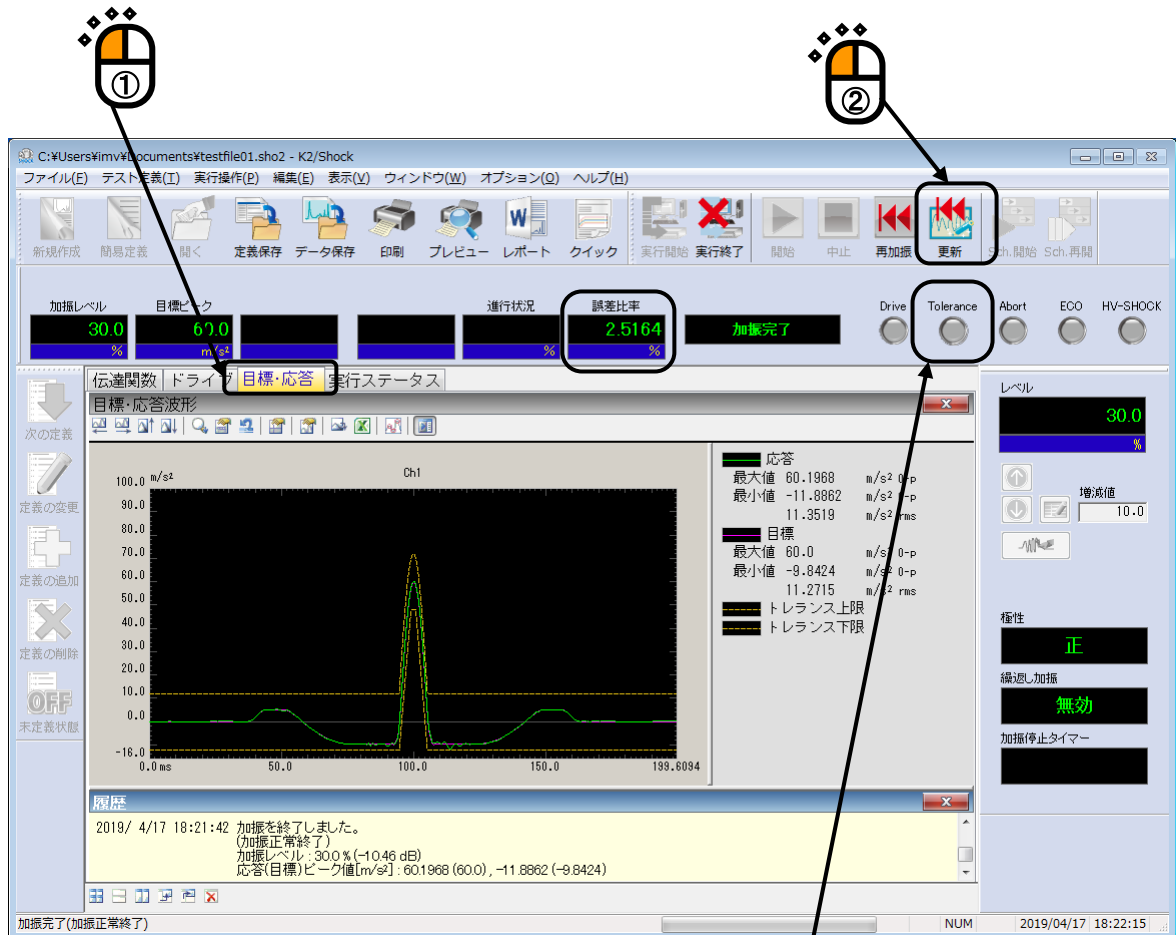 ①
②
C:¥Users¥imv¥Documents¥testfile01.sho2 - K2/Shock
ファイル(F) テスト定義(T) 実行操作(P) 編集(E) 表示(V) ウィンドウ(W) オプション(O) ヘルプ(H)
新規作成 簡易定義 開く 定義保存 データ保存 印刷 プレビュー レポート クイック 実行開始 実行終了 開始 中止 再加振 更新 Sch.開始 Sch.再開
加振レベル 目標ピーク 進行状況 誤差比率 Drive Tolerance Abort ECO HV-SHOCK
30.0 60.0 2.5164 加振完了
% m/s² % %
伝達関数 ドライブ 目標・応答 実行ステータス
目標・応答波形
次の定義
定義の変更
定義の追加
定義の削除
OFF
未定義状態
Ch1
100.0 m/s²
90.0
80.0
70.0
60.0
50.0
40.0
30.0
20.0
10.0
0.0
-16.0
0.0 ms 50.0 100.0 150.0 199.6094
応答
最大値 60.1968 m/s² 0-p
最小値 -11.8862 m/s² 0-p
11.3519 m/s² rms
目標
最大値 60.0 m/s² 0-p
最小値 -9.8424 m/s² 0-p
11.2715 m/s² rms
トレランス上限
トレランス下限
レベル
30.0
%
増減値
10.0
極性
正
繰返し加振
無効
加振停止タイマー
履歴
2019/ 4/17 18:21:42 加振を終了しました。
(加振正常終了)
加振レベル : 30.0 % (-10.46 dB)
応答(目標)ピーク値[m/s²] : 60.1968 (60.0) , -11.8862 (-9.8424)
加振完了(加振正常終了) NUM 2019/04/17 18:22:15